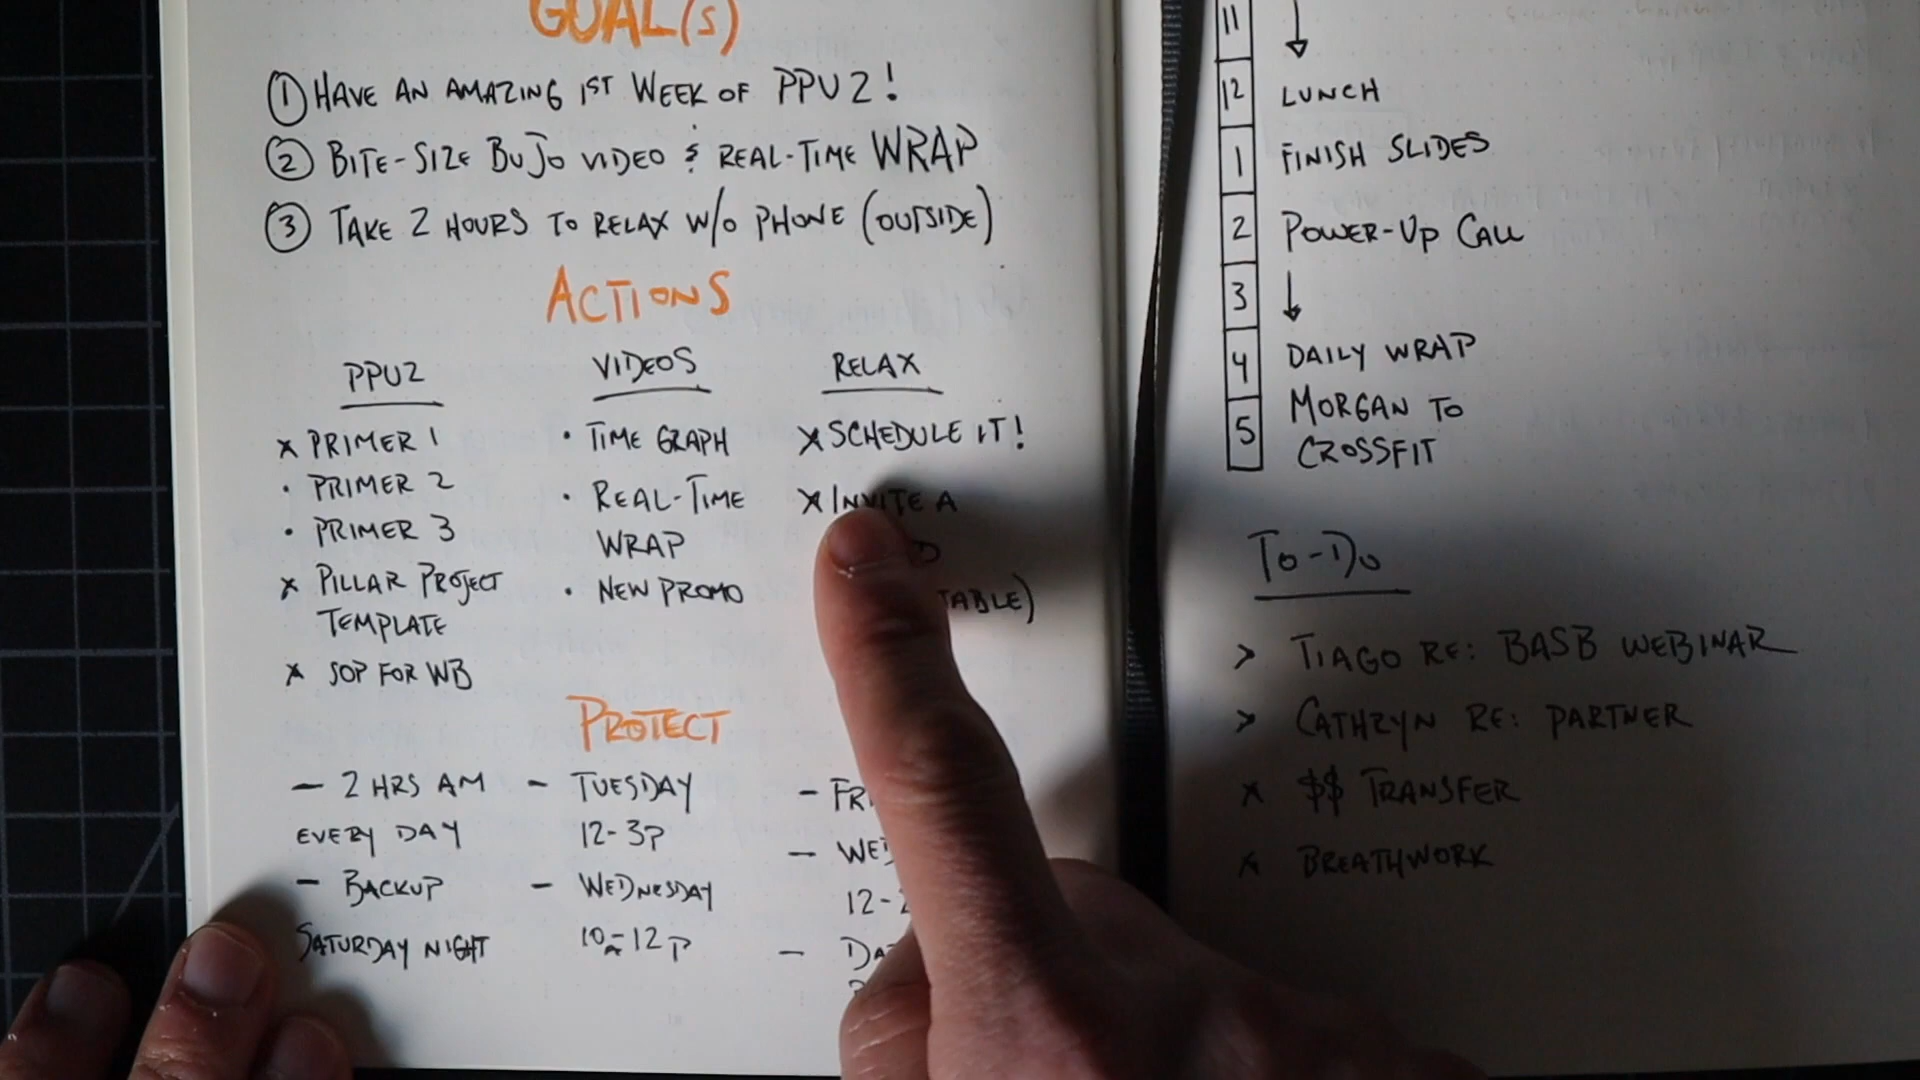 GOAL(S)
① HAVE AN AMAZING 1ST WEEK OF PPU2!
② BITE-SIZE BUJO VIDEO & REAL-TIME WRAP
③ TAKE 2 HOURS TO RELAX W/O PHONE (OUTSIDE)
ACTIONS
PPU2
× PRIMER 1
· PRIMER 2
· PRIMER 3
× PILLAR PROJECT
TEMPLATE
× SOP FOR WB
VIDEOS
· TIME GRAPH
· REAL-TIME
WRAP
· NEW PROMO
RELAX
× SCHEDULE IT!
× INVITE A
TABLE)
PROTECT
- 2 HRS AM
EVERY DAY
- BACKUP
SATURDAY NIGHT
- TUESDAY
12-3P
- WEDNESDAY
10A-12P
- FR
- WED
12-2
- DA
11
12 LUNCH
1 FINISH SLIDES
2 POWER-UP CALL
3
4 DAILY WRAP
5 MORGAN TO
CROSSFIT
TO-DO
> TIAGO RE: BASB WEBINAR
> CATHRYN RE: PARTNER
× $$ TRANSFER
× BREATHWORK